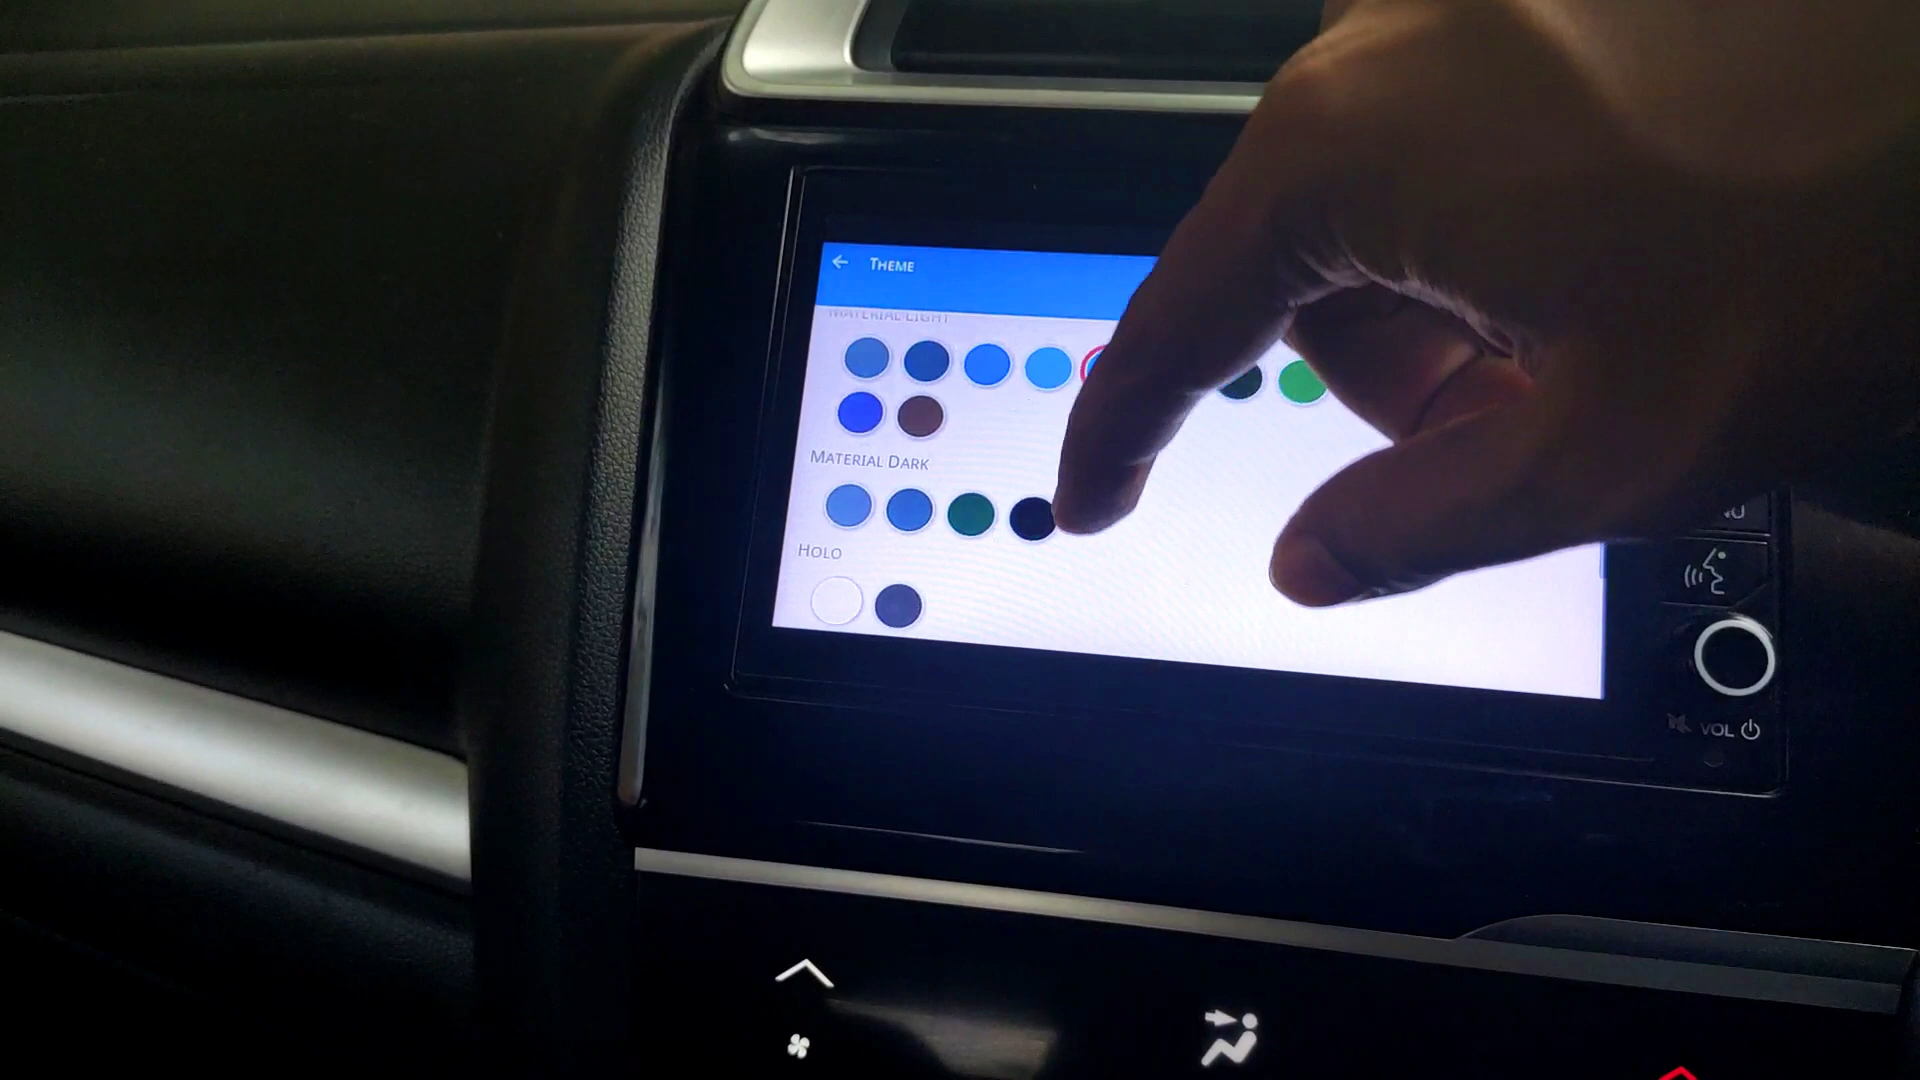 THEME
MATERIAL LIGHT
MATERIAL DARK
HOLO
VOL